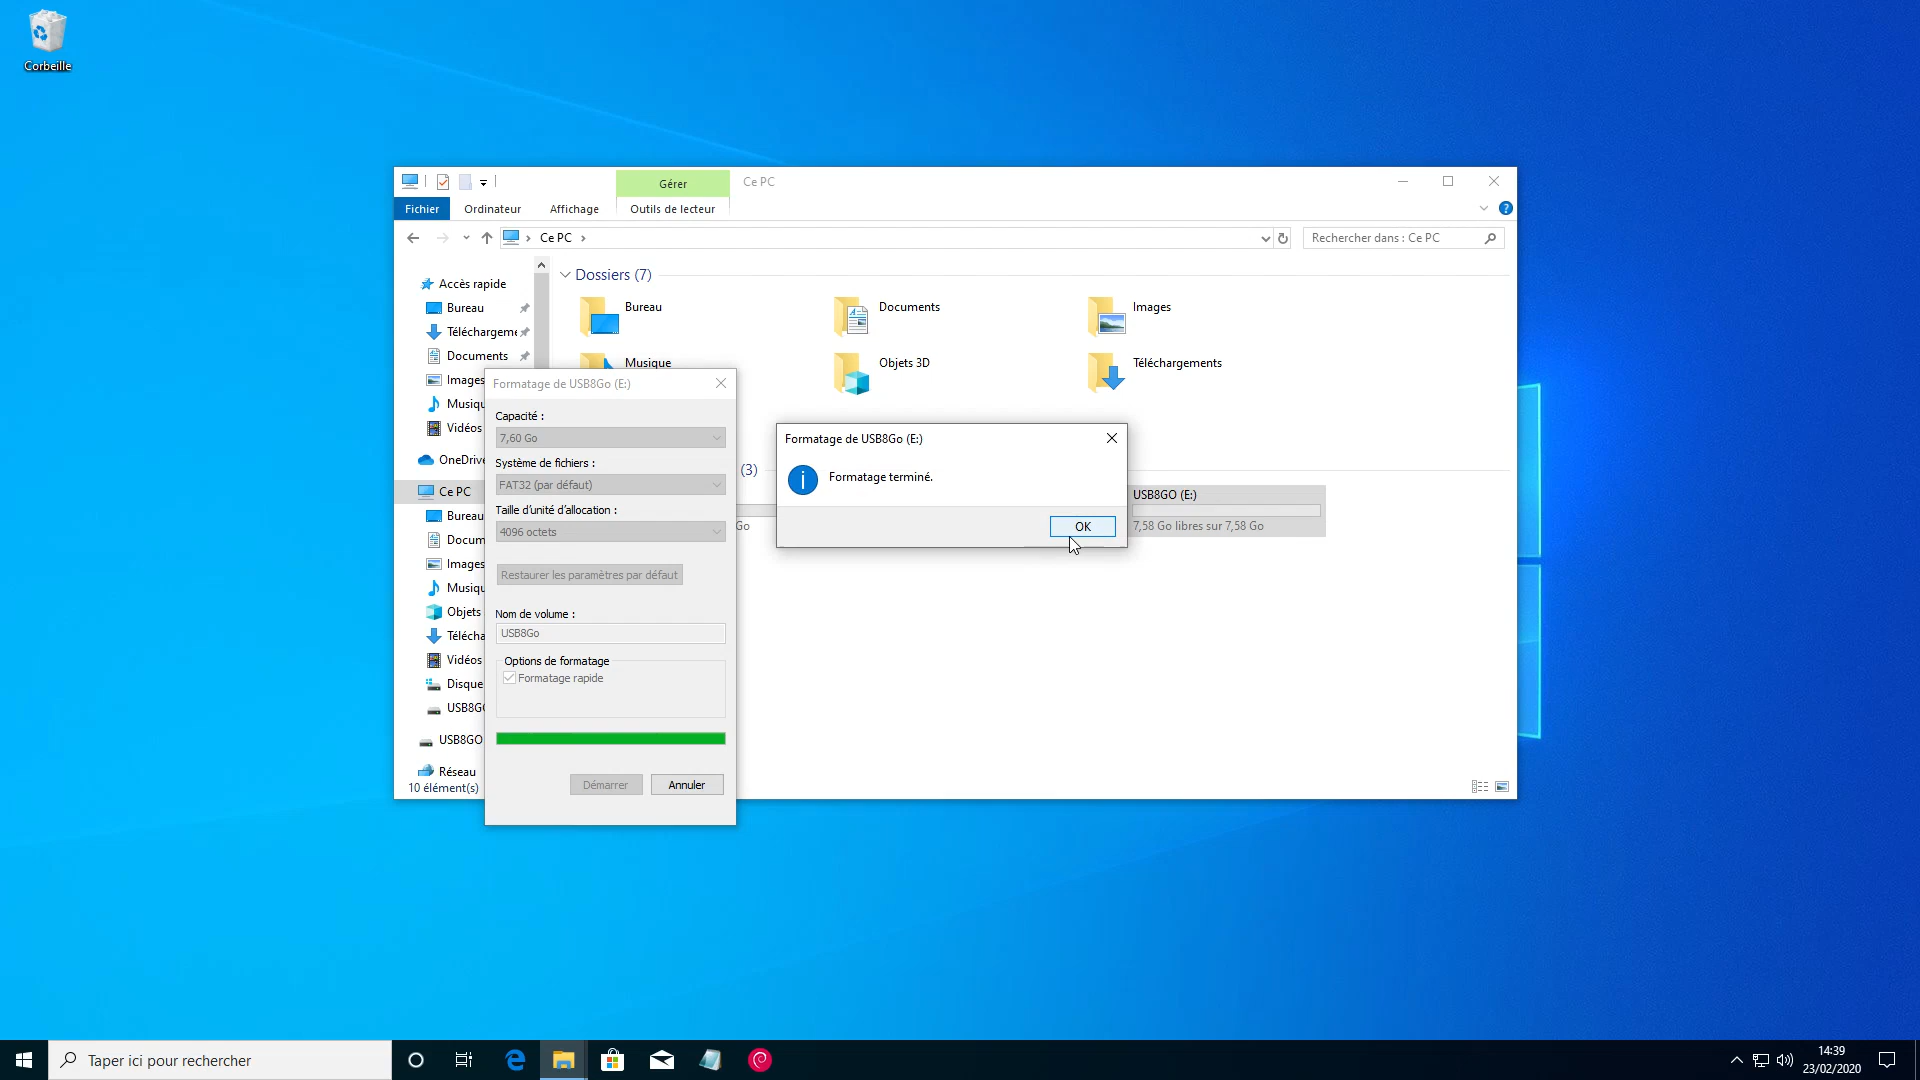 Corbeille
Gérer
Ce PC
Fichier
Ordinateur
Affichage
Outils de lecteur
Ce PC
Rechercher dans : Ce PC
Accès rapide
Bureau
Téléchargeme
Documents
Images
Musiqu
Vidéos
OneDrive
Ce PC
Bureau
Docum
Images
Musiqu
Objets
Télécha
Vidéos
Disque
USB8GO
USB8GO
Réseau
10 élément(s)
Dossiers (7)
Bureau
Documents
Images
Musique
Objets 3D
Téléchargements
(3)
Go
USB8GO (E:)
7,58 Go libres sur 7,58 Go
Formatage de USB8Go (E:)
Capacité :
7,60 Go
Système de fichiers :
FAT32 (par défaut)
Taille d'unité d'allocation :
4096 octets
Restaurer les paramètres par défaut
Nom de volume :
USB8Go
Options de formatage
Formatage rapide
Démarrer
Annuler
Formatage de USB8Go (E:)
Formatage terminé.
OK
Taper ici pour rechercher
14:39
23/02/2020